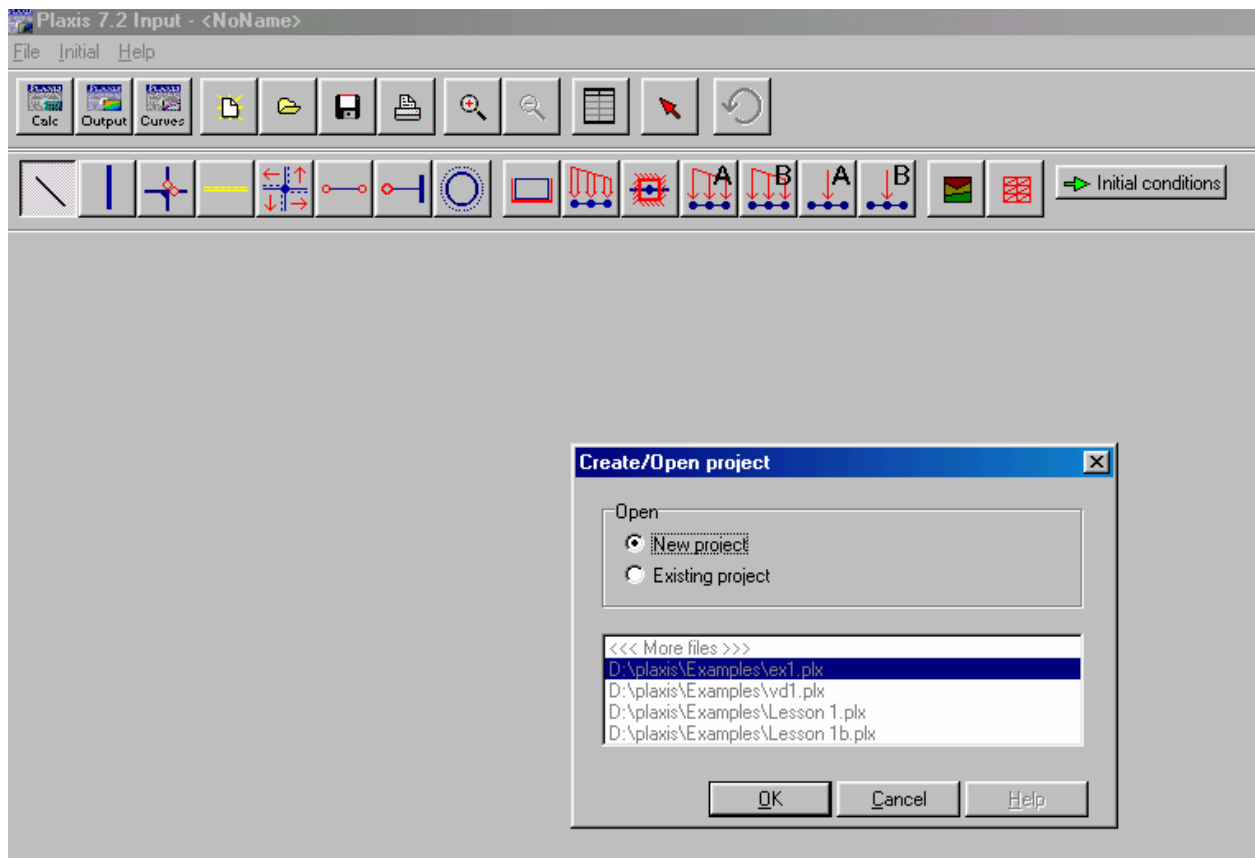 Plaxis 7.2 Input - <NoName>
File Initial Help
Calc Output Curves
A B A B
Initial conditions
Create/Open project
Open
New project
Existing project
<<< More files >>>
D:\plaxis\Examples\ex1.plx
D:\plaxis\Examples\vd1.plx
D:\plaxis\Examples\Lesson 1.plx
D:\plaxis\Examples\Lesson 1b.plx
OK Cancel Help